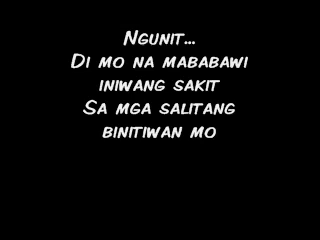 Ngunit...
Di mo na mababawi
iniwang sakit
Sa mga salitang
binitiwan mo